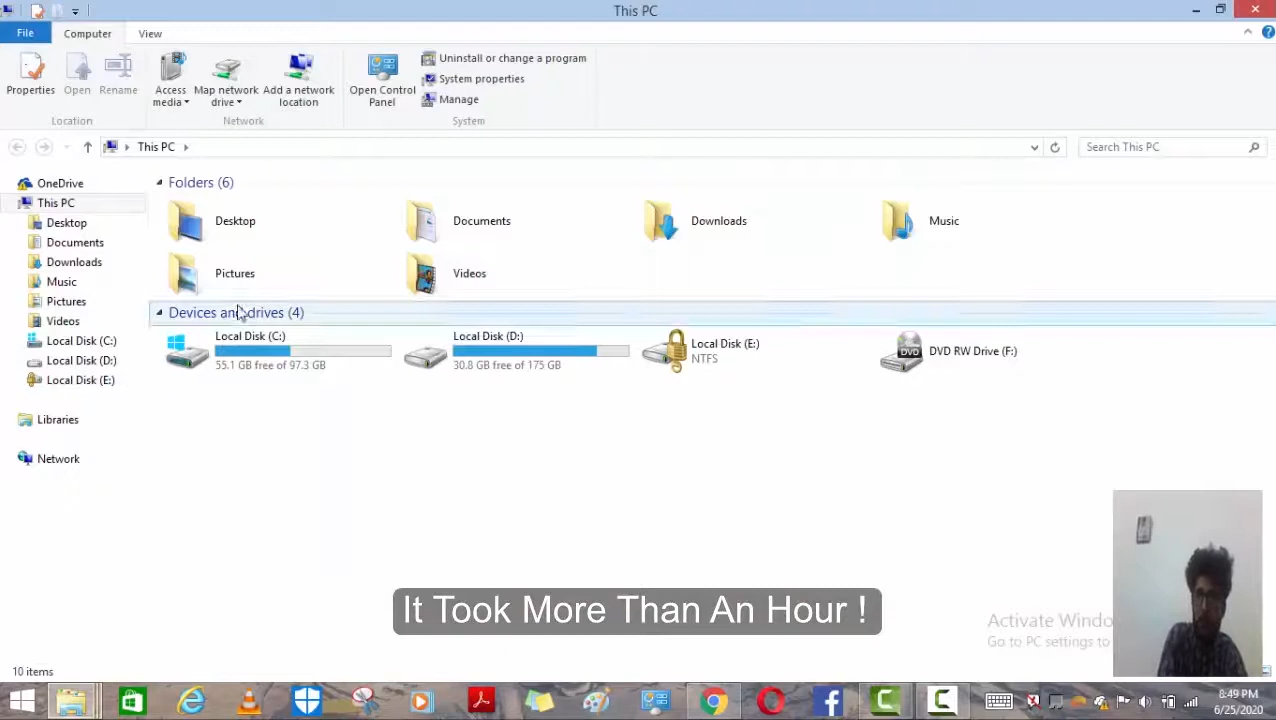 This PC
File
Computer
View
Properties
Open
Rename
Access media
Map network drive
Add a network location
Open Control Panel
Uninstall or change a program
System properties
Manage
Location
Network
System
This PC
Search This PC
OneDrive
This PC
Desktop
Documents
Downloads
Music
Pictures
Videos
Local Disk (C:)
Local Disk (D:)
Local Disk (E:)
Libraries
Network
Folders (6)
Desktop
Documents
Downloads
Music
Pictures
Videos
Devices and drives (4)
Local Disk (C:)
55.1 GB free of 97.3 GB
Local Disk (D:)
30.8 GB free of 175 GB
Local Disk (E:)
NTFS
DVD
DVD RW Drive (F:)
It Took More Than An Hour !
Activate Windo
Go to PC settings to
10 items
8:49 PM
6/25/2020